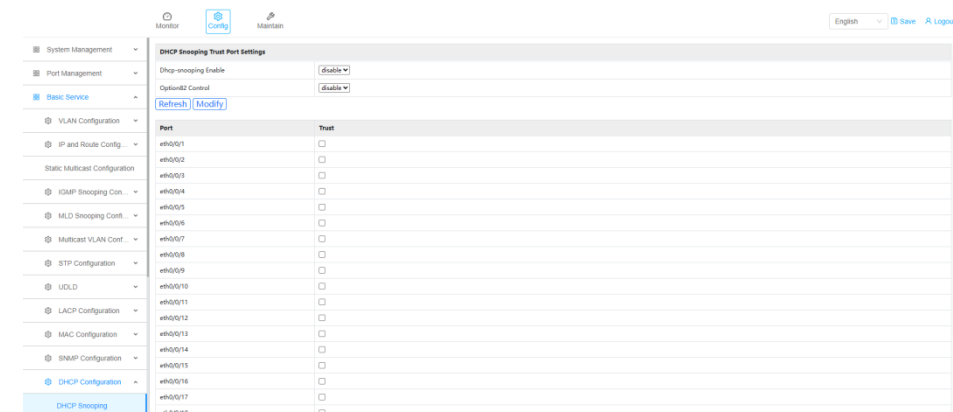 Monitor
Config
Maintain
English
Save
Logou
System Management
Port Management
Basic Service
VLAN Configuration
IP and Route Config...
Static Multicast Configuration
IGMP Snooping Con...
MLD Snooping Confi...
Multicast VLAN Conf...
STP Configuration
UDLD
LACP Configuration
MAC Configuration
SNMP Configuration
DHCP Configuration
DHCP Snooping
DHCP Snooping Trust Port Settings
Dhcp-snooping Enable disable
Option82 Control disable
Refresh Modify
Port Trust
eth0/0/1
eth0/0/2
eth0/0/3
eth0/0/4
eth0/0/5
eth0/0/6
eth0/0/7
eth0/0/8
eth0/0/9
eth0/0/10
eth0/0/11
eth0/0/12
eth0/0/13
eth0/0/14
eth0/0/15
eth0/0/16
eth0/0/17